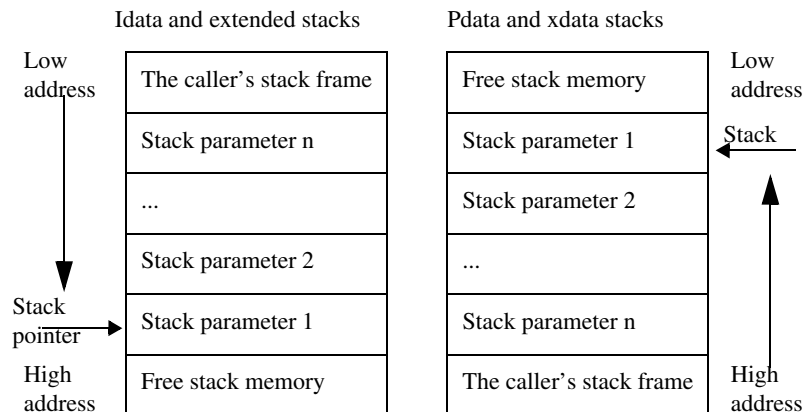 Idata and extended stacks
Pdata and xdata stacks
Low
address
The caller's stack frame
Stack parameter n
...
Stack parameter 2
Stack
pointer
Stack parameter 1
High
address
Free stack memory
Free stack memory
Low
address
Stack parameter 1
Stack
Stack parameter 2
...
Stack parameter n
The caller's stack frame
High
address